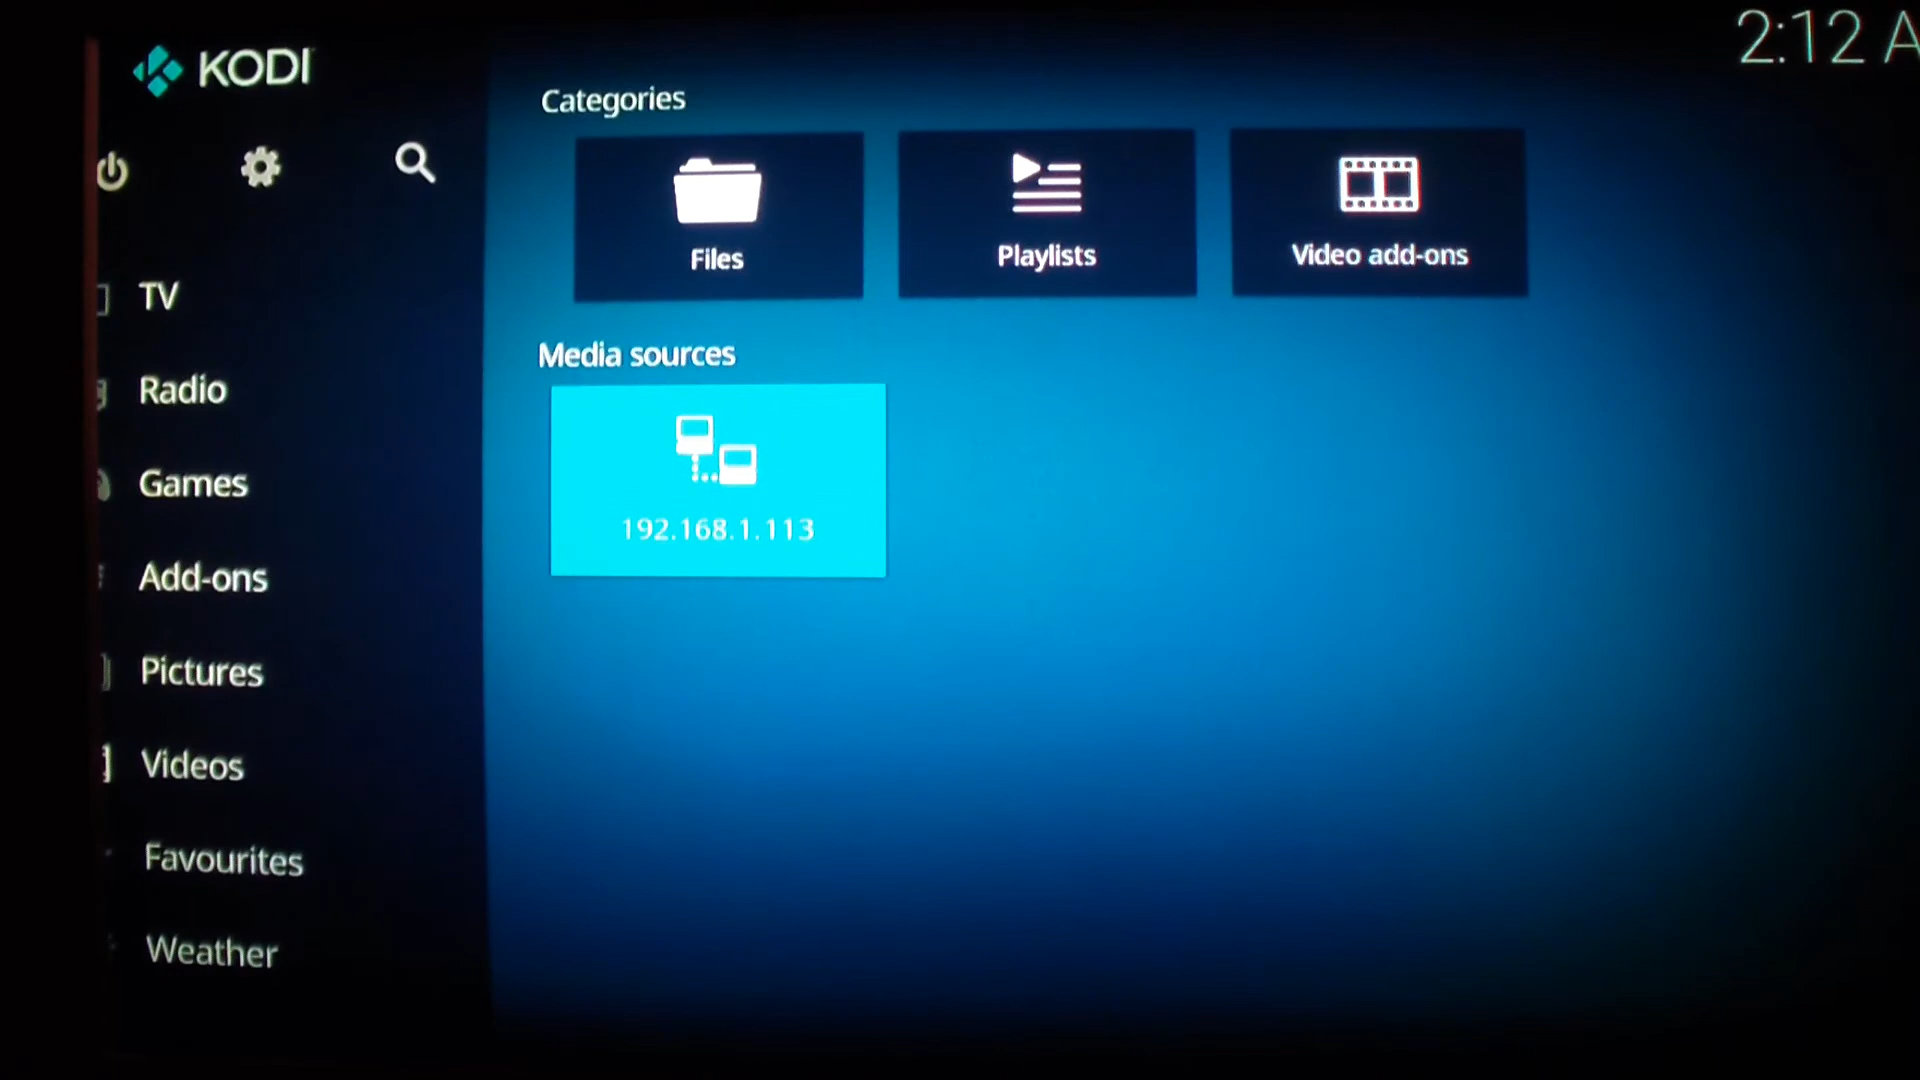 KODI
2:12 A
Categories
Files
Playlists
Video add-ons
TV
Radio
Games
Add-ons
Pictures
Videos
Favourites
Weather
Media sources
192.168.1.113